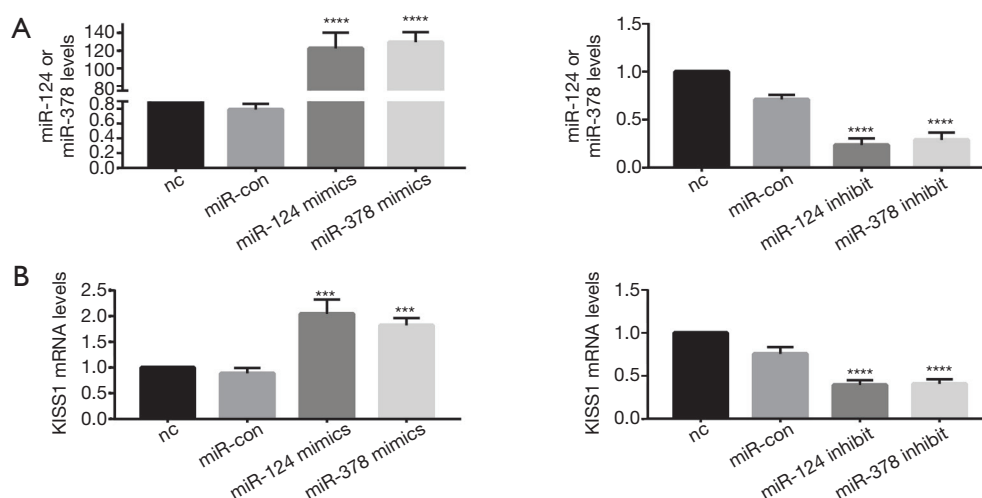 A
miR-124 or
miR-378 levels
140
120
100
80
0.8
0.6
0.4
0.2
0.0
****
****
nc
miR-con
miR-124 mimics
miR-378 mimics
miR-124 or
miR-378 levels
1.5
1.0
0.5
0.0
****
****
nc
miR-con
miR-124 inhibit
miR-378 inhibit
B
KISS1 mRNA levels
2.5
2.0
1.5
1.0
0.5
0.0
***
***
nc
miR-con
miR-124 mimics
miR-378 mimics
KISS1 mRNA levels
1.5
1.0
0.5
0.0
****
****
nc
miR-con
miR-124 inhibit
miR-378 inhibit